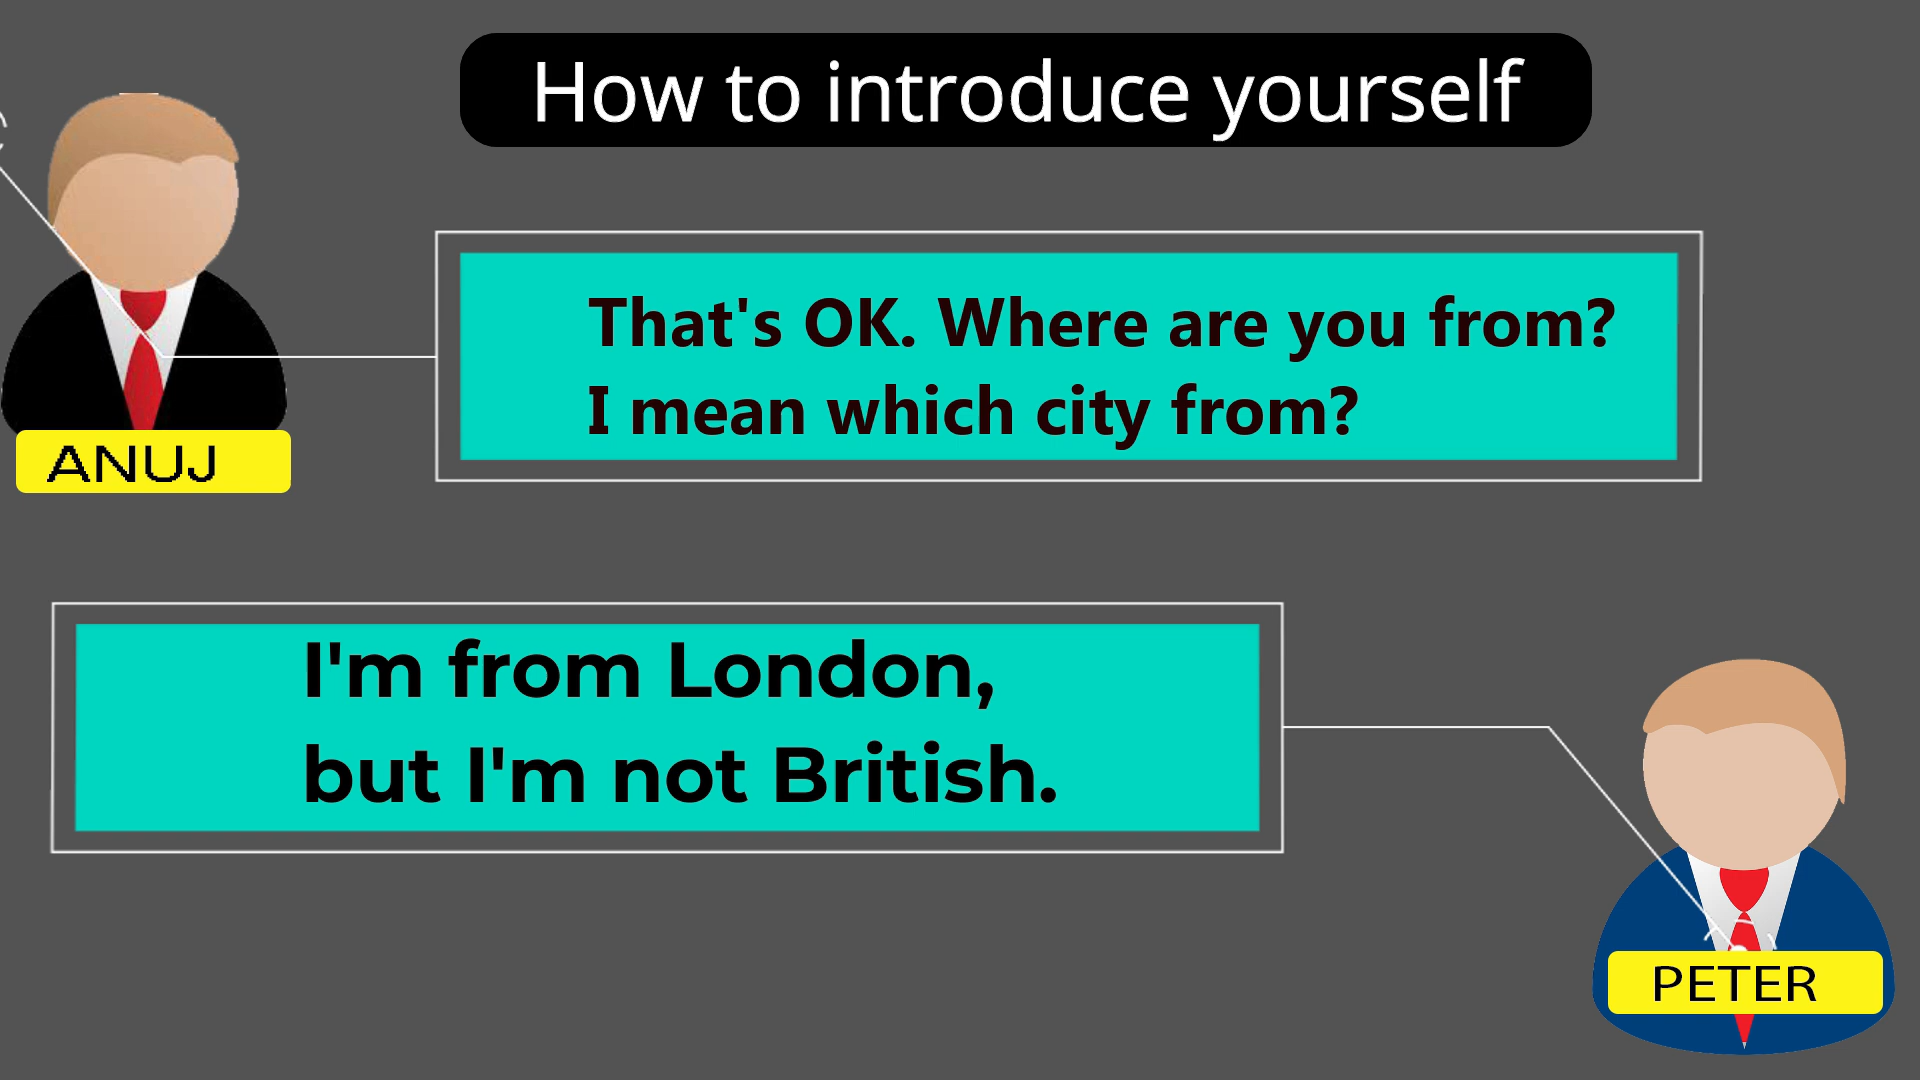 How to introduce yourself
That's OK. Where are you from?
I mean which city from?
ANUJ
I'm from London,
but I'm not British.
PETER